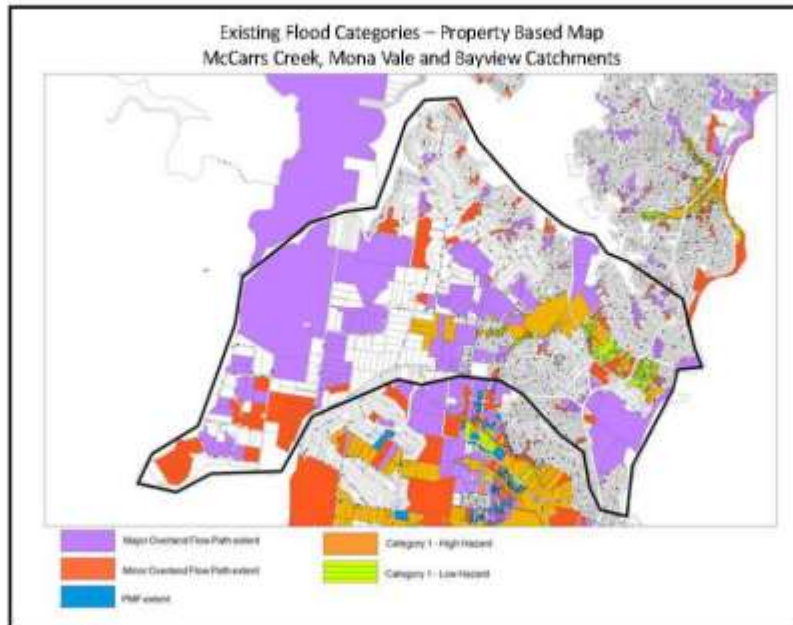 Existing Flood Categories – Property Based Map
McCarrs Creek, Mona Vale and Bayview Catchments
Major Overland Flow Path extent
Minor Overland Flow Path extent
PMF extent
Category 1 - High Hazard
Category 1 - Low Hazard